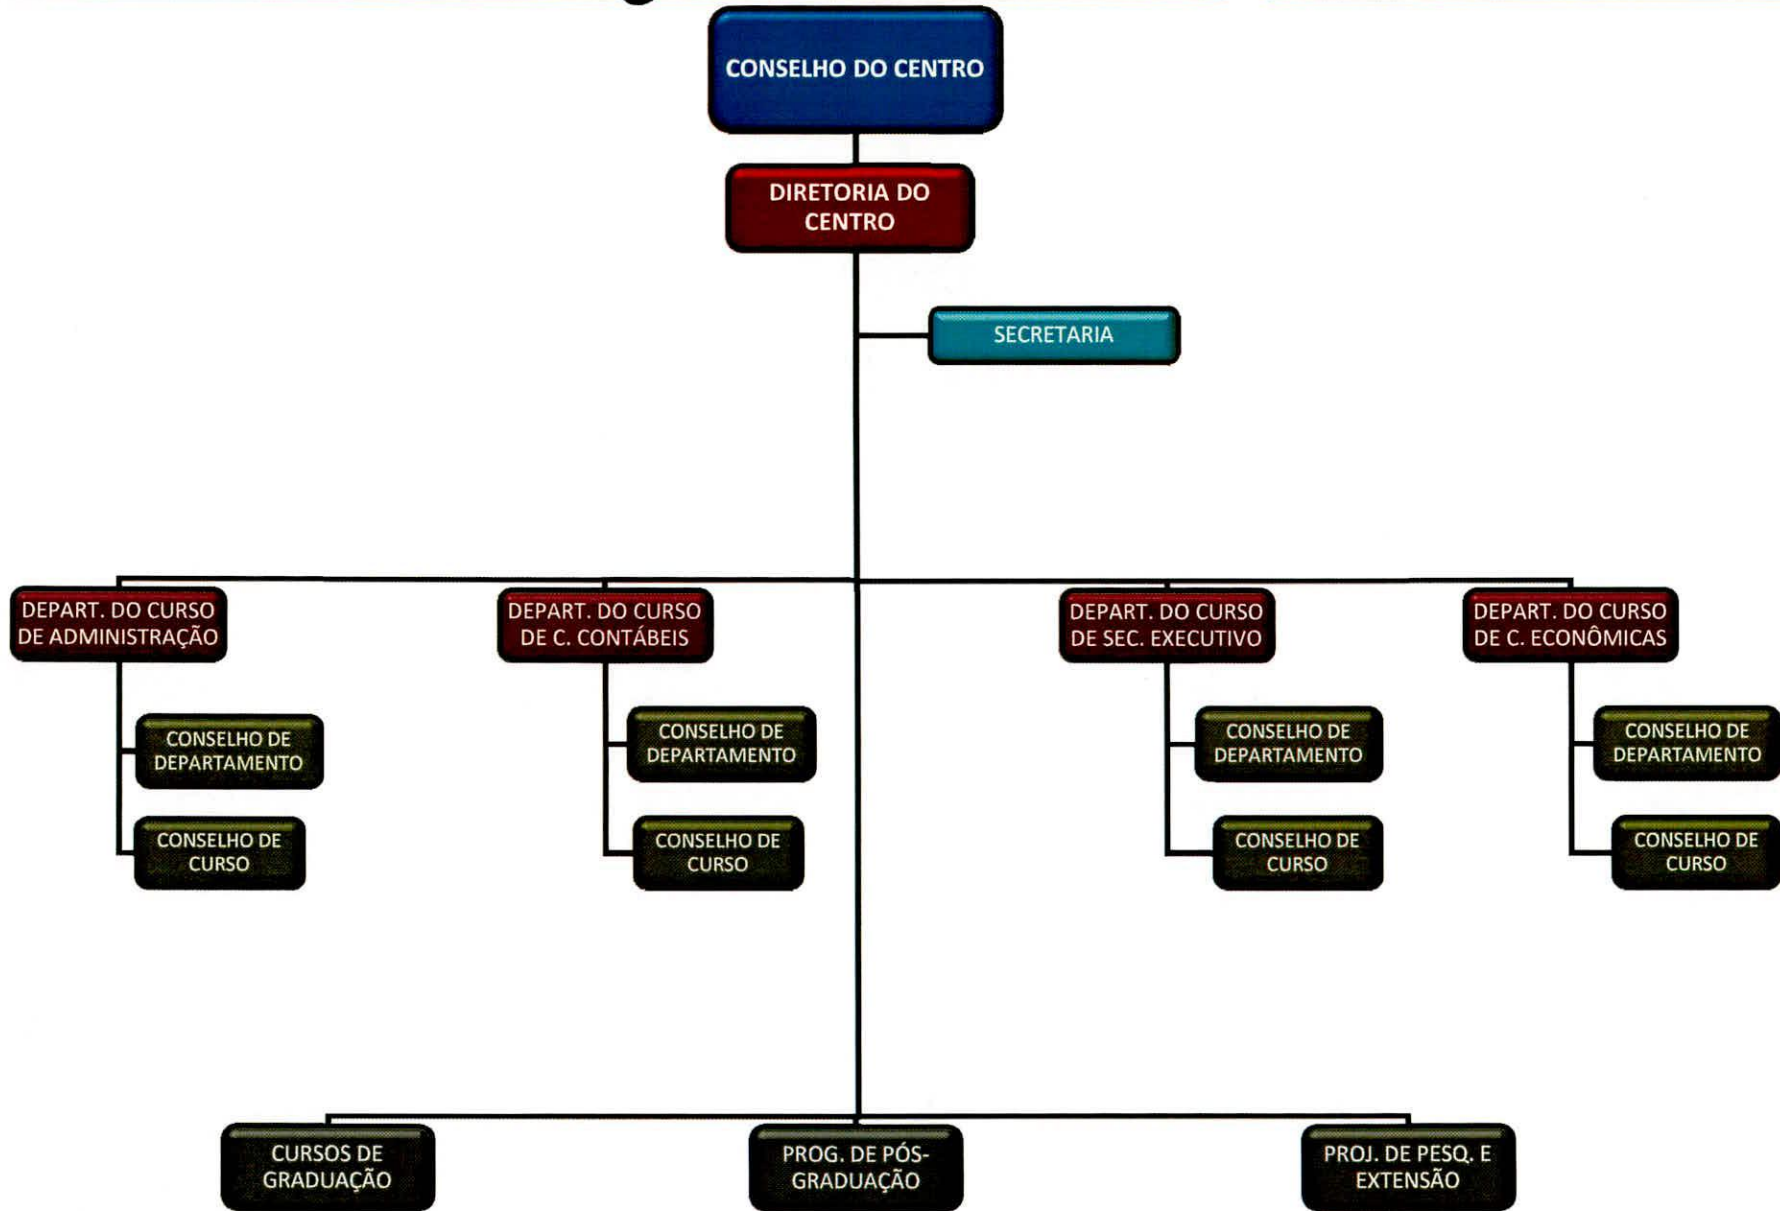 CONSELHO DO CENTRO
DIRETORIA DO
CENTRO
SECRETARIA
DEPART. DO CURSO
DE ADMINISTRAÇÃO
DEPART. DO CURSO
DE C. CONTÁBEIS
DEPART. DO CURSO
DE SEC. EXECUTIVO
DEPART. DO CURSO
DE C. ECONÔMICAS
CONSELHO DE
DEPARTAMENTO
CONSELHO DE
DEPARTAMENTO
CONSELHO DE
DEPARTAMENTO
CONSELHO DE
DEPARTAMENTO
CONSELHO DE
CURSO
CONSELHO DE
CURSO
CONSELHO DE
CURSO
CONSELHO DE
CURSO
CURSOS DE
GRADUAÇÃO
PROG. DE PÓS-
GRADUAÇÃO
PROJ. DE PESQ. E
EXTENSÃO